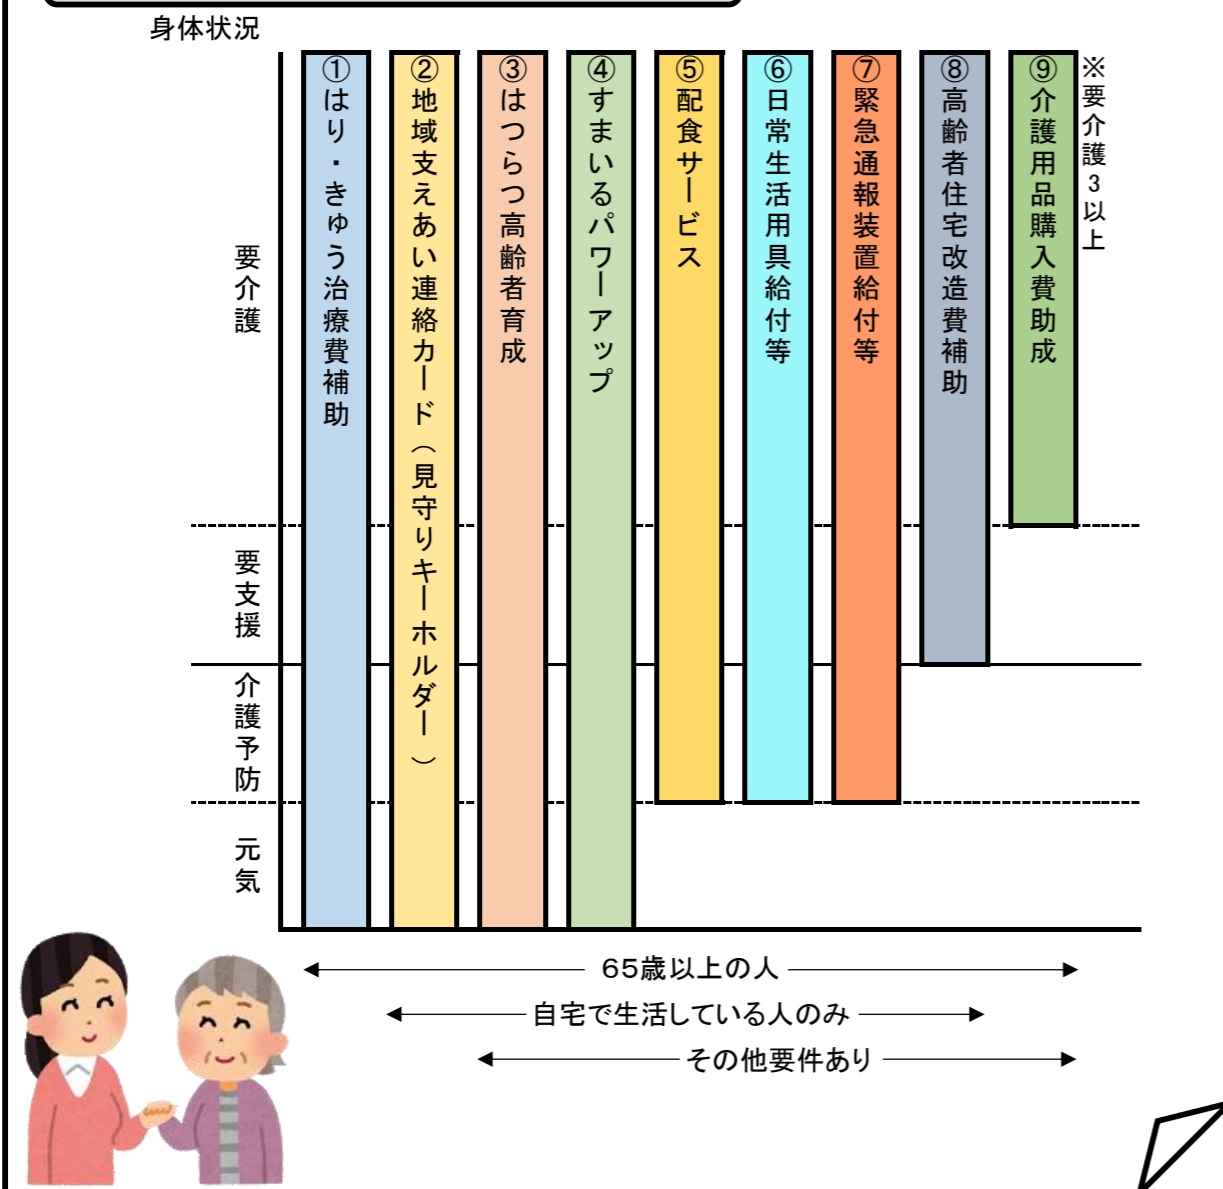 身体状況
①はり・きゅう治療費補助
②地域支えあい連絡カード（見守りキーホルダー）
③はつらつ高齢者育成
④すまいるパワーアップ
⑤配食サービス
⑥日常生活用具給付等
⑦緊急通報装置給付等
⑧高齢者住宅改造費補助
⑨介護用品購入費助成
※要介護3以上
要介護
要支援
介護予防
元気
65歳以上の人
自宅で生活している人のみ
その他要件あり